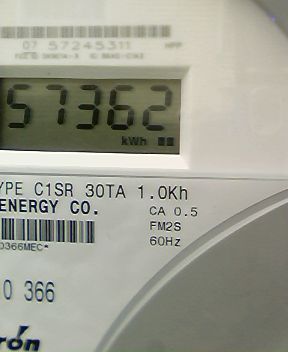 07 57245311
57362
kWh
YPE C1SR 30TA 1.0Kh
ENERGY CO.
CA 0.5
FM2S
0366MEC*
60Hz
0 366
rón